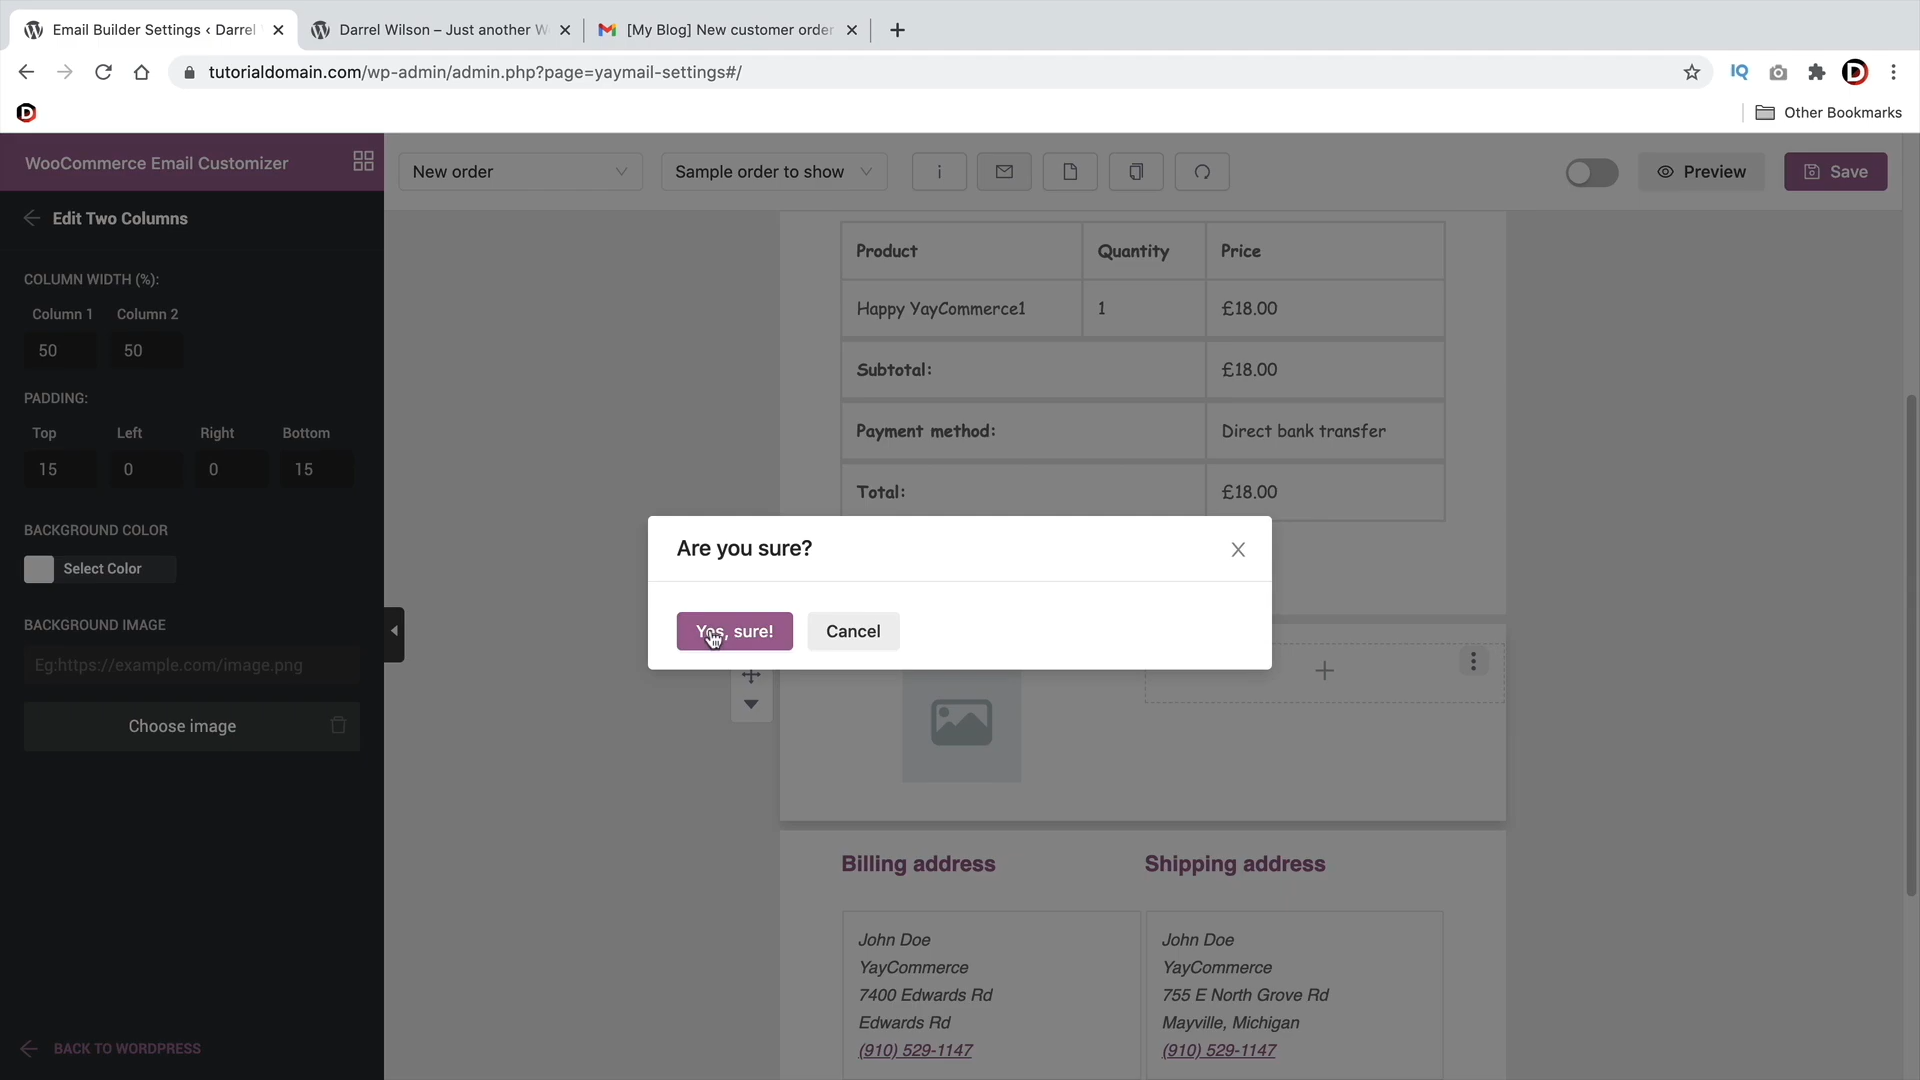 Email Builder Settings ‹ Darrel
Darrel Wilson – Just another W
[My Blog] New customer order
tutorialdomain.com/wp-admin/admin.php?page=yaymail-settings#/
IQ
D
D
Other Bookmarks
WooCommerce Email Customizer
New order
Sample order to show
i
Preview
Save
Edit Two Columns
COLUMN WIDTH (%):
Column 1
Column 2
50
50
PADDING:
Top
Left
Right
Bottom
15
0
0
15
BACKGROUND COLOR
Select Color
BACKGROUND IMAGE
Eg:https://example.com/image.png
Choose image
BACK TO WORDPRESS
Product
Quantity
Price
Happy YayCommerce1
1
£18.00
Subtotal:
£18.00
Payment method:
Direct bank transfer
Total:
£18.00
Are you sure?
Yes, sure!
Cancel
Billing address
Shipping address
John Doe
YayCommerce
7400 Edwards Rd
Edwards Rd
(910) 529-1147
John Doe
YayCommerce
755 E North Grove Rd
Mayville, Michigan
(910) 529-1147